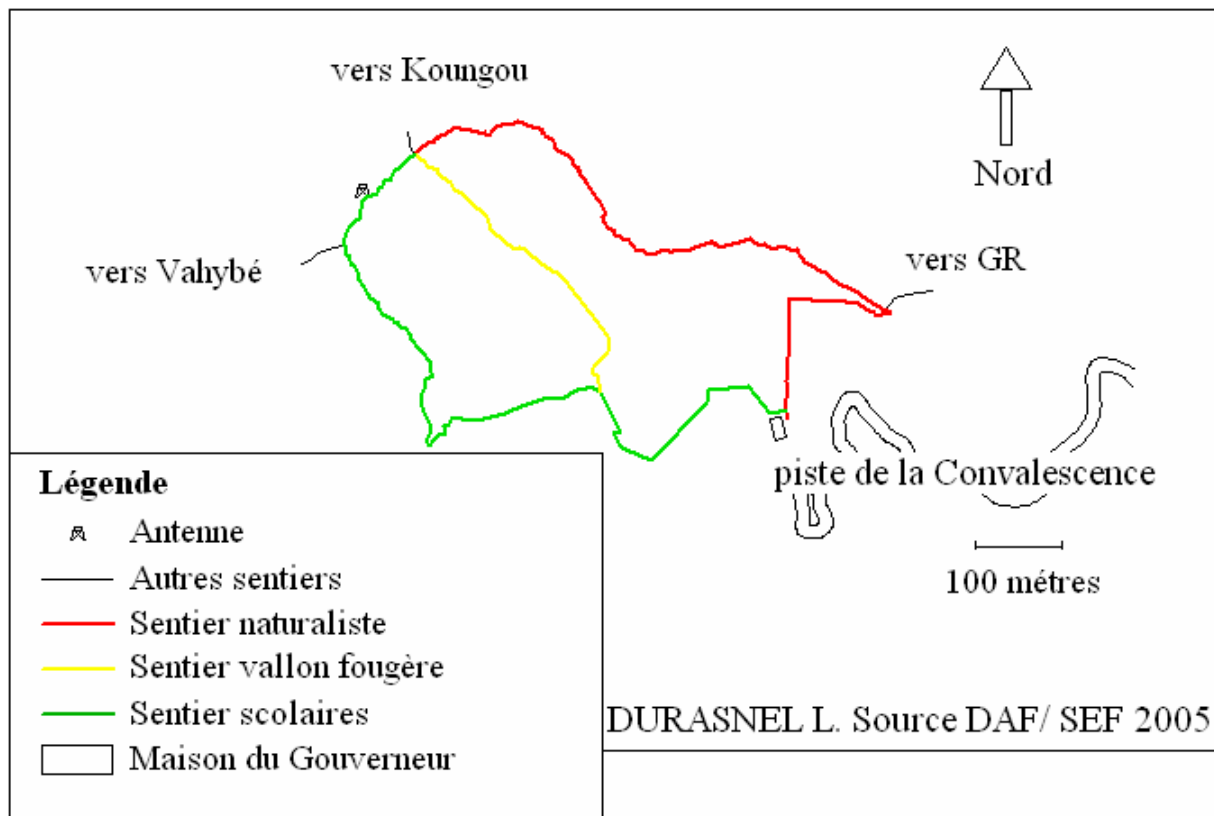 vers Koungou
Nord
vers Vahybé
vers GR
piste de la Convalescence
100 métres
Légende
Antenne
Autres sentiers
Sentier naturaliste
Sentier vallon fougère
Sentier scolaires
Maison du Gouverneur
DURASNEL L. Source DAF/ SEF 2005